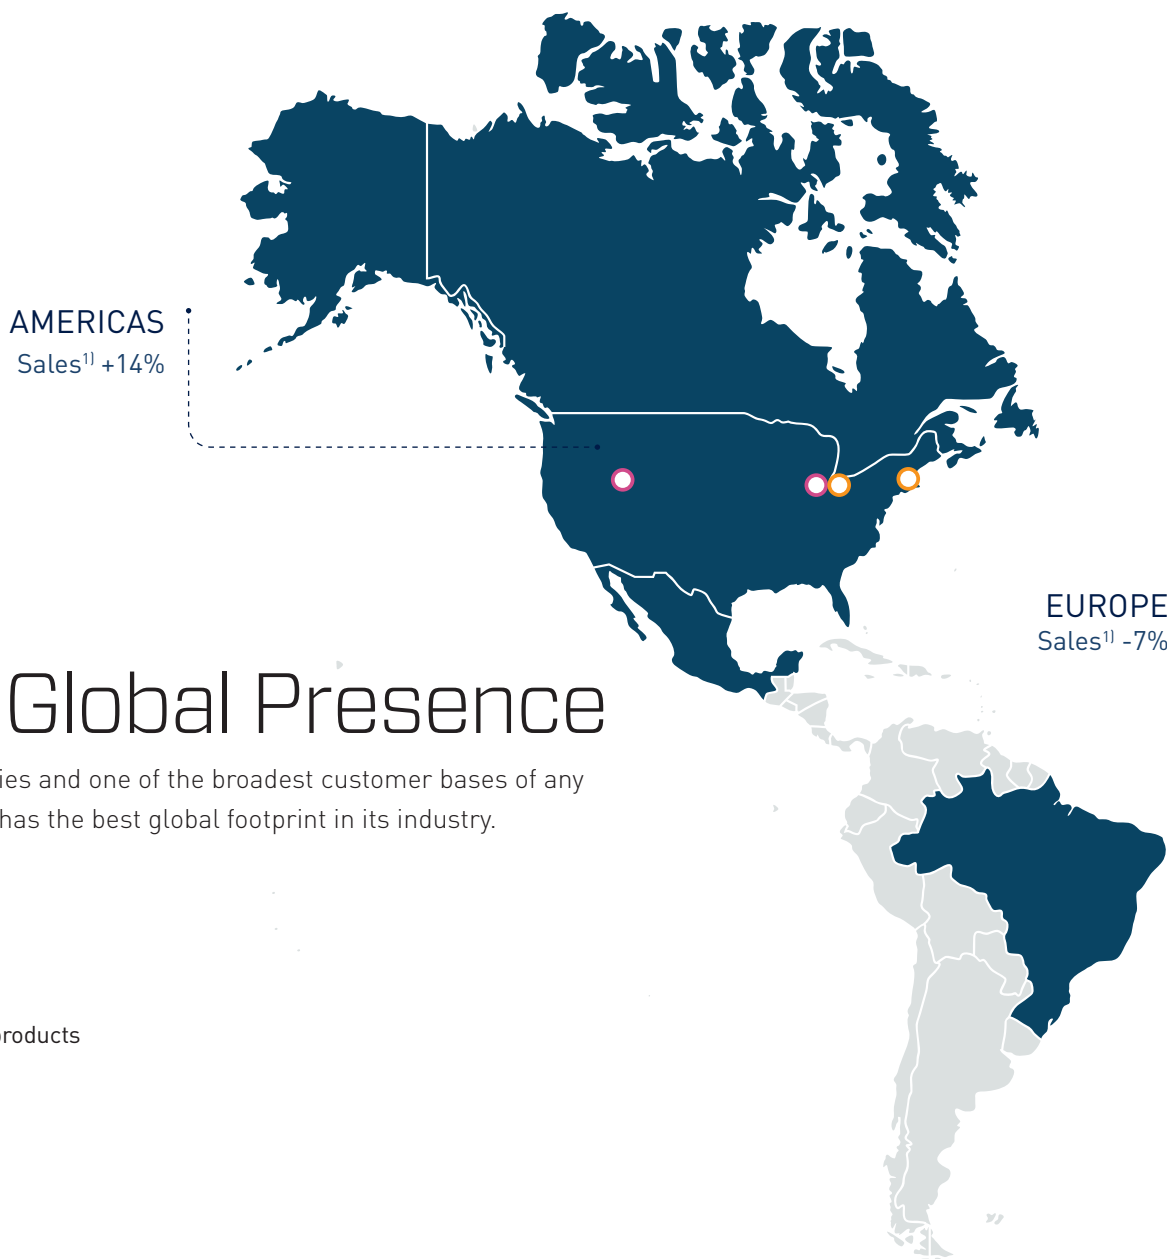 AMERICAS
Sales¹⁾ +14%
EUROPE
Sales¹⁾ -7%
Global Presence
ies and one of the broadest customer bases of any
has the best global footprint in its industry.
roducts